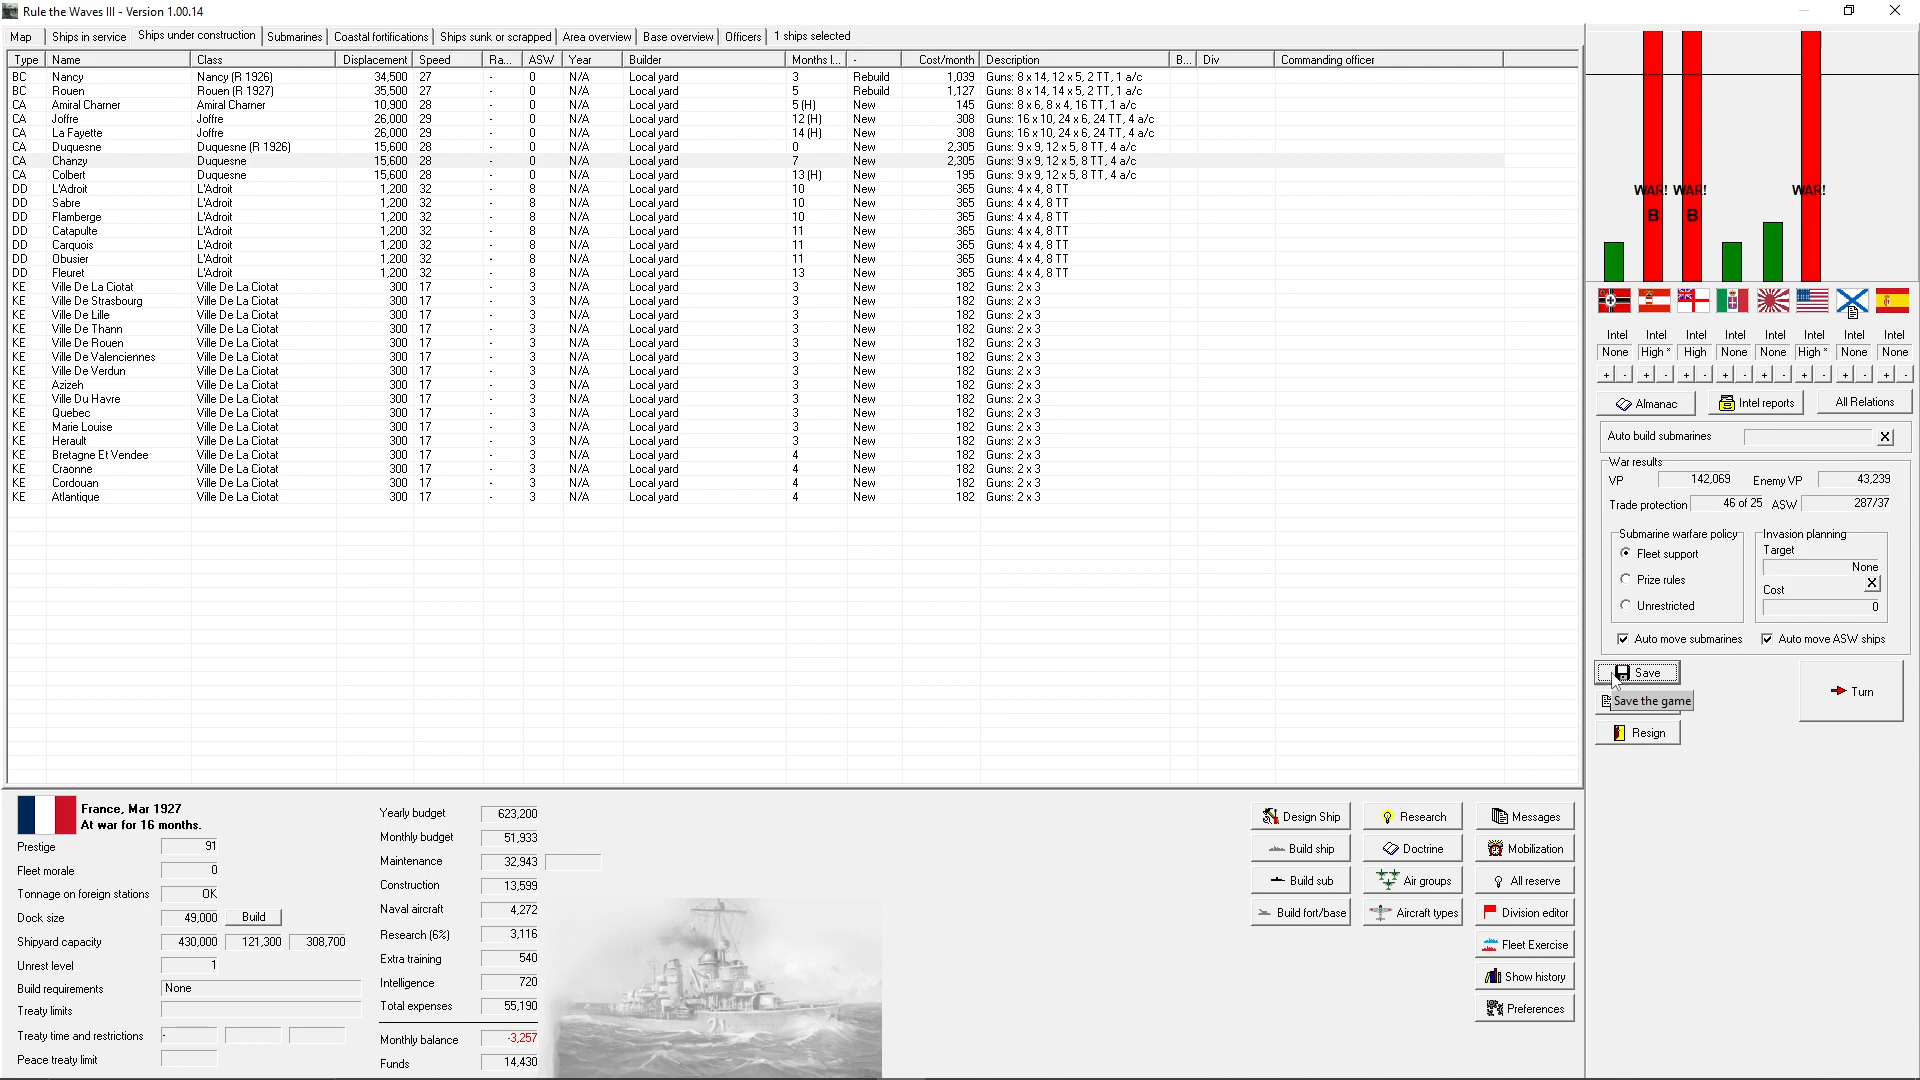 Rule the Waves III - Version 1.00.14
Map Ships in service Ships under construction Submarines Coastal fortifications Ships sunk or scrapped Area overview Base overview Officers 1 ships selected
Type Name Class Displacement Speed Ra... ASW Year Builder Months l... - Cost/month Description B... Div Commanding officer
BC Nancy Nancy (R 1926) 34,500 27 - 0 N/A Local yard 3 Rebuild 1,039 Guns: 8 x 14, 12 x 5, 2 TT, 1 a/c
BC Rouen Rouen (R 1927) 35,500 27 - 0 N/A Local yard 5 Rebuild 1,127 Guns: 8 x 14, 14 x 5, 2 TT, 1 a/c
CA Amiral Charner Amiral Charner 10,900 28 - 0 N/A Local yard 5 (H) New 145 Guns: 8 x 6, 8 x 4, 16 TT, 1 a/c
CA Joffre Joffre 26,000 29 - 0 N/A Local yard 12 (H) New 308 Guns: 16 x 10, 24 x 6, 24 TT, 4 a/c
CA La Fayette Joffre 26,000 29 - 0 N/A Local yard 14 (H) New 308 Guns: 16 x 10, 24 x 6, 24 TT, 4 a/c
CA Duquesne Duquesne (R 1926) 15,600 28 - 0 N/A Local yard 0 New 2,305 Guns: 9 x 9, 12 x 5, 8 TT, 4 a/c
CA Chanzy Duquesne 15,600 28 - 0 N/A Local yard 7 New 2,305 Guns: 9 x 9, 12 x 5, 8 TT, 4 a/c
CA Colbert Duquesne 15,600 28 - 0 N/A Local yard 13 (H) New 195 Guns: 9 x 9, 12 x 5, 8 TT, 4 a/c
DD L'Adroit L'Adroit 1,200 32 - 8 N/A Local yard 10 New 365 Guns: 4 x 4, 8 TT
DD Sabre L'Adroit 1,200 32 - 8 N/A Local yard 10 New 365 Guns: 4 x 4, 8 TT
DD Flamberge L'Adroit 1,200 32 - 8 N/A Local yard 10 New 365 Guns: 4 x 4, 8 TT
DD Catapulte L'Adroit 1,200 32 - 8 N/A Local yard 11 New 365 Guns: 4 x 4, 8 TT
DD Carquois L'Adroit 1,200 32 - 8 N/A Local yard 11 New 365 Guns: 4 x 4, 8 TT
DD Obusier L'Adroit 1,200 32 - 8 N/A Local yard 11 New 365 Guns: 4 x 4, 8 TT
DD Fleuret L'Adroit 1,200 32 - 8 N/A Local yard 13 New 365 Guns: 4 x 4, 8 TT
KE Ville De La Ciotat Ville De La Ciotat 300 17 - 3 N/A Local yard 3 New 182 Guns: 2 x 3
KE Ville De Strasbourg Ville De La Ciotat 300 17 - 3 N/A Local yard 3 New 182 Guns: 2 x 3
KE Ville De Lille Ville De La Ciotat 300 17 - 3 N/A Local yard 3 New 182 Guns: 2 x 3
KE Ville De Thann Ville De La Ciotat 300 17 - 3 N/A Local yard 3 New 182 Guns: 2 x 3
KE Ville De Rouen Ville De La Ciotat 300 17 - 3 N/A Local yard 3 New 182 Guns: 2 x 3
KE Ville De Valenciennes Ville De La Ciotat 300 17 - 3 N/A Local yard 3 New 182 Guns: 2 x 3
KE Ville De Verdun Ville De La Ciotat 300 17 - 3 N/A Local yard 3 New 182 Guns: 2 x 3
KE Azizeh Ville De La Ciotat 300 17 - 3 N/A Local yard 3 New 182 Guns: 2 x 3
KE Ville Du Havre Ville De La Ciotat 300 17 - 3 N/A Local yard 3 New 182 Guns: 2 x 3
KE Quebec Ville De La Ciotat 300 17 - 3 N/A Local yard 3 New 182 Guns: 2 x 3
KE Marie Louise Ville De La Ciotat 300 17 - 3 N/A Local yard 3 New 182 Guns: 2 x 3
KE Herault Ville De La Ciotat 300 17 - 3 N/A Local yard 3 New 182 Guns: 2 x 3
KE Bretagne Et Vendee Ville De La Ciotat 300 17 - 3 N/A Local yard 4 New 182 Guns: 2 x 3
KE Craonne Ville De La Ciotat 300 17 - 3 N/A Local yard 4 New 182 Guns: 2 x 3
KE Cordouan Ville De La Ciotat 300 17 - 3 N/A Local yard 4 New 182 Guns: 2 x 3
KE Atlantique Ville De La Ciotat 300 17 - 3 N/A Local yard 4 New 182 Guns: 2 x 3
WAR! WAR! WAR!
B B
Intel Intel Intel Intel Intel Intel Intel Intel
None High * High None None High * None None
+ - + - + - + - + - + - + - + -
Almanac Intel reports All Relations
Auto build submarines X
War results
VP 142,069 Enemy VP 43,239
Trade protection 46 of 25 ASW 287/37
Submarine warfare policy
Fleet support
Prize rules
Unrestricted
Invasion planning
Target
None
Cost X
0
Auto move submarines Auto move ASW ships
Save
Save the game
Resign
Turn
France, Mar 1927
At war for 16 months.
Prestige 91
Fleet morale 0
Tonnage on foreign stations OK
Dock size 49,000 Build
Shipyard capacity 430,000 121,300 308,700
Unrest level 1
Build requirements None
Treaty limits
Treaty time and restrictions -
Peace treaty limit
Yearly budget 623,200
Monthly budget 51,933
Maintenance 32,943
Construction 13,599
Naval aircraft 4,272
Research (6%) 3,116
Extra training 540
Intelligence 720
Total expenses 55,190
Monthly balance -3,257
Funds 14,430
Design Ship Research Messages
Build ship Doctrine Mobilization
Build sub Air groups All reserve
Build fort/base Aircraft types Division editor
Fleet Exercise
Show history
Preferences